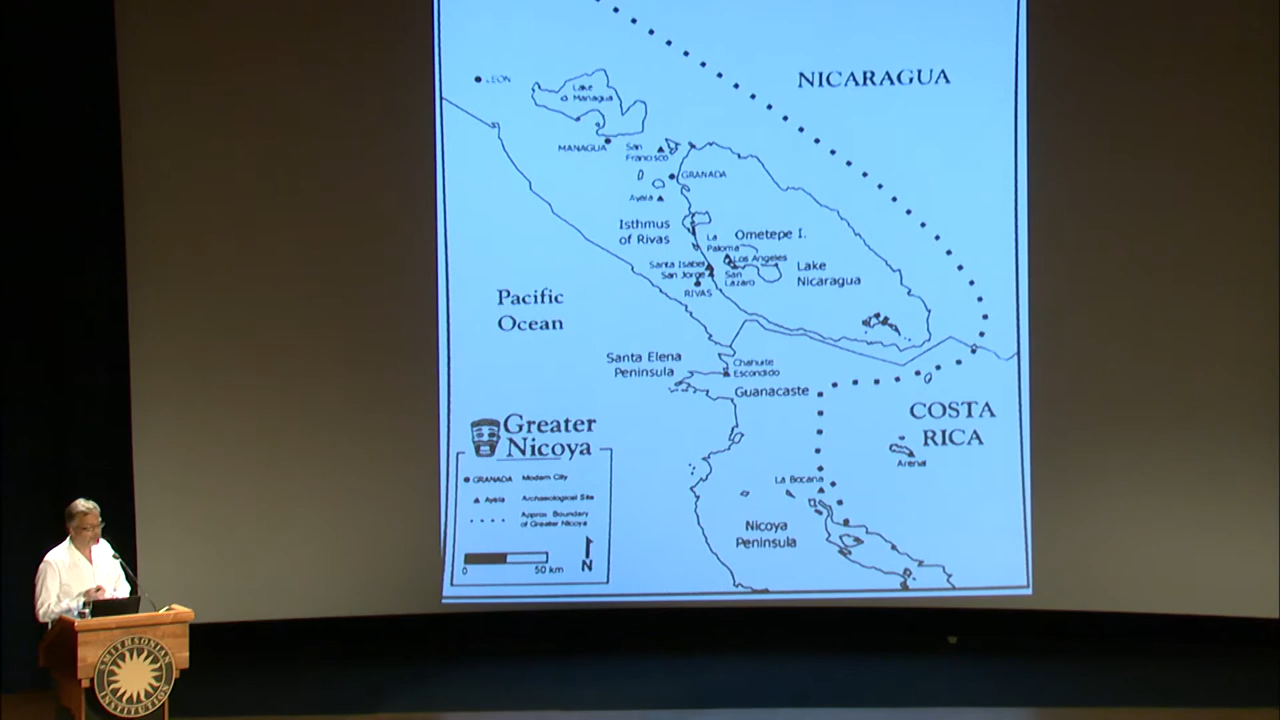 NICARAGUA
LEON
Lake
Managua
MANAGUA
San
Francisco
GRANADA
Ayala
Isthmus
of Rivas
La
Paloma
Ometepe I.
Los Angeles
Santa Isabel
San Jorge
San
Lazaro
RIVAS
Lake
Nicaragua
Pacific
Ocean
Santa Elena
Peninsula
Chahuite
Escondido
Guanacaste
COSTA
RICA
Arenal
Greater
Nicoya
GRANADA Modern City
Ayala Archaeological Site
Approx Boundary
of Greater Nicoya
0 50 km
N
La Bocana
Nicoya
Peninsula
SMITHSONIAN
INSTITUTION